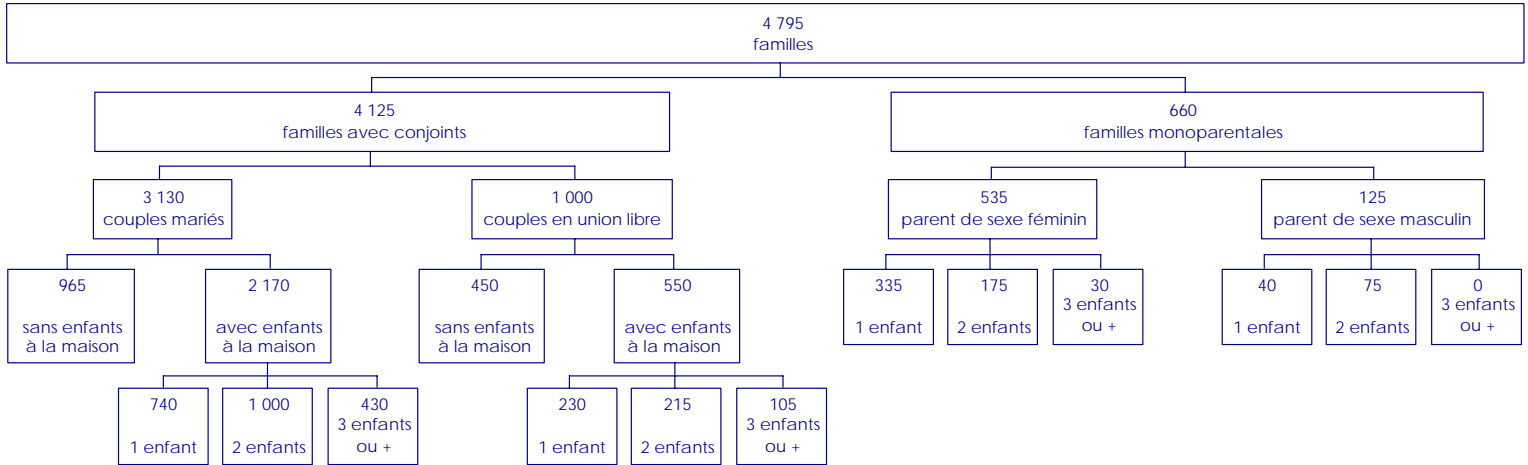 4 795
familles
4 125
familles avec conjoints
660
familles monoparentales
3 130
couples mariés
1 000
couples en union libre
535
parent de sexe féminin
125
parent de sexe masculin
965
sans enfants
à la maison
2 170
avec enfants
à la maison
450
sans enfants
à la maison
550
avec enfants
à la maison
335
1 enfant
175
2 enfants
30
3 enfants
ou +
40
1 enfant
75
2 enfants
0
3 enfants
ou +
740
1 enfant
1 000
2 enfants
430
3 enfants
ou +
230
1 enfant
215
2 enfants
105
3 enfants
ou +